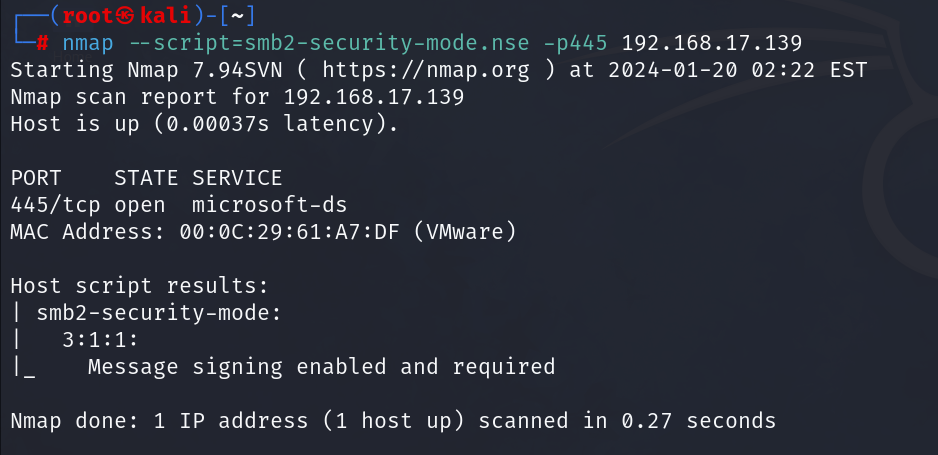 ┌──(root㉿kali)-[~]
└─# nmap --script=smb2-security-mode.nse -p445 192.168.17.139
Starting Nmap 7.94SVN ( https://nmap.org ) at 2024-01-20 02:22 EST
Nmap scan report for 192.168.17.139
Host is up (0.00037s latency).

PORT    STATE SERVICE
445/tcp open  microsoft-ds
MAC Address: 00:0C:29:61:A7:DF (VMware)

Host script results:
| smb2-security-mode:
|   3:1:1:
|_    Message signing enabled and required

Nmap done: 1 IP address (1 host up) scanned in 0.27 seconds